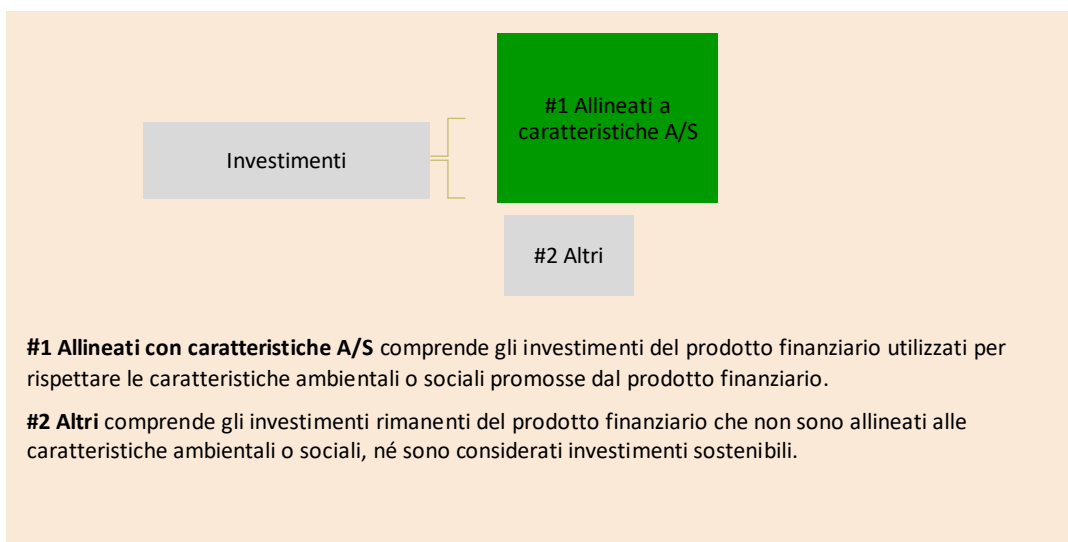 #1 Allineati a
caratteristiche A/S
Investimenti
#2 Altri
#1 Allineati con caratteristiche A/S comprende gli investimenti del prodotto finanziario utilizzati per
rispettare le caratteristiche ambientali o sociali promosse dal prodotto finanziario.
#2 Altri comprende gli investimenti rimanenti del prodotto finanziario che non sono allineati alle
caratteristiche ambientali o sociali, né sono considerati investimenti sostenibili.